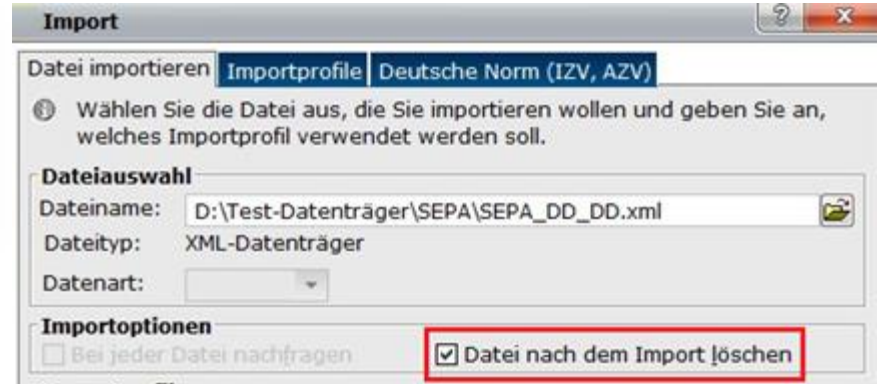 Import
Datei importieren Importprofile Deutsche Norm (IZV, AZV)
Wählen Sie die Datei aus, die Sie importieren wollen und geben Sie an,
welches Importprofil verwendet werden soll.
Dateiauswahl
Dateiname: D:\Test-Datenträger\SEPA\SEPA_DD_DD.xml
Dateityp: XML-Datenträger
Datenart:
Importoptionen
Bei jeder Datei nachfragen Datei nach dem Import löschen